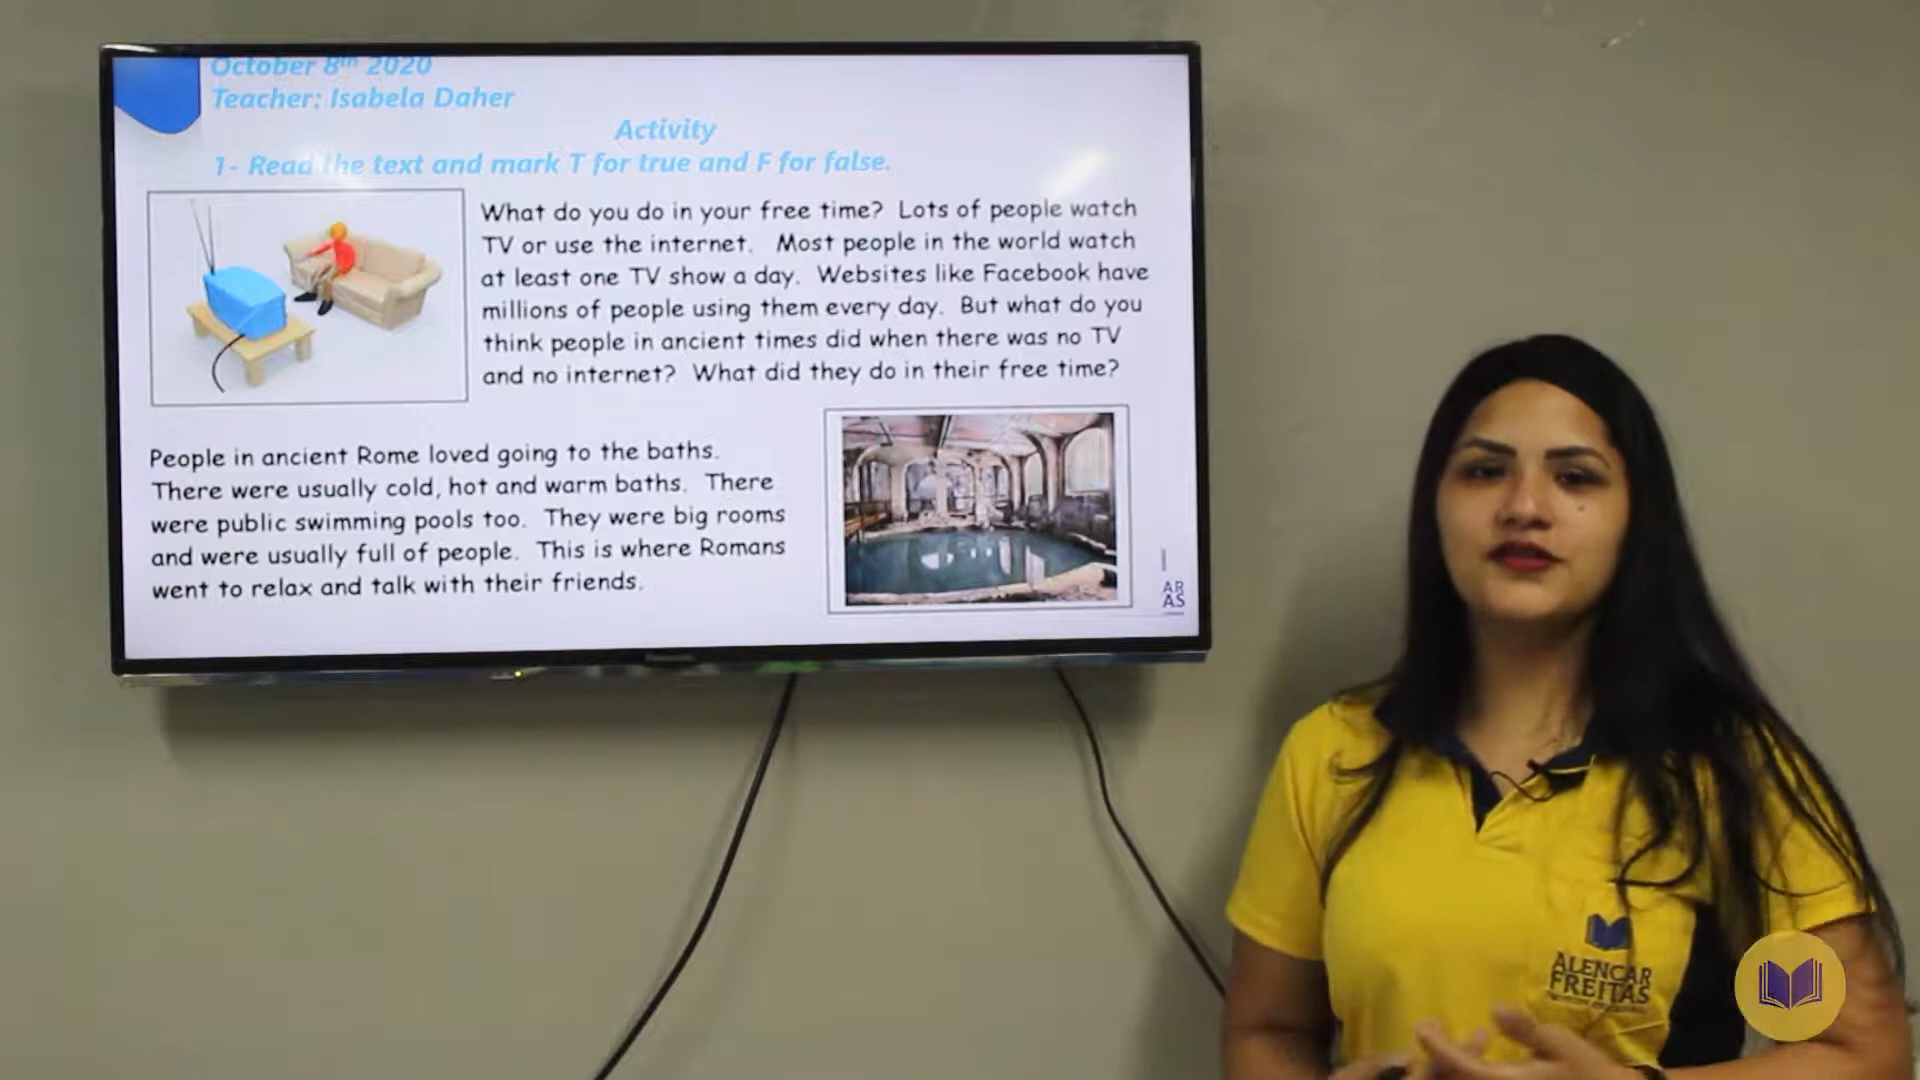 October 8th 2020
Teacher: Isabela Daher
Activity
1- Read the text and mark T for true and F for false.
What do you do in your free time? Lots of people watch
TV or use the internet. Most people in the world watch
at least one TV show a day. Websites like Facebook have
millions of people using them every day. But what do you
think people in ancient times did when there was no TV
and no internet? What did they do in their free time?
People in ancient Rome loved going to the baths.
There were usually cold, hot and warm baths. There
were public swimming pools too. They were big rooms
and were usually full of people. This is where Romans
went to relax and talk with their friends.
AR
AS
ALENCAR
FREITAS